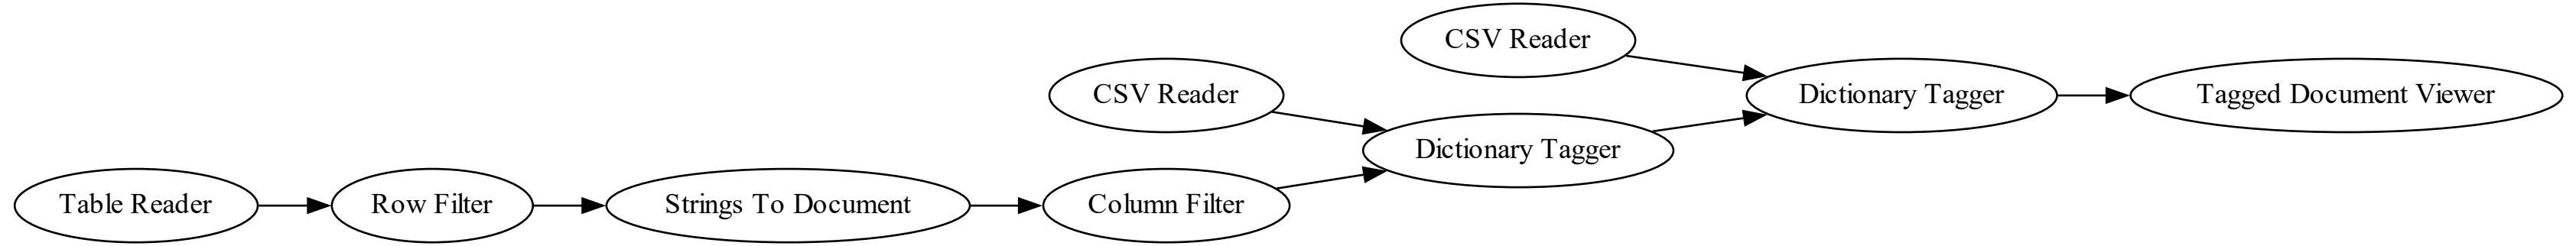 CSV Reader
CSV Reader
Dictionary Tagger
Tagged Document Viewer
Dictionary Tagger
Table Reader
Row Filter
Strings To Document
Column Filter